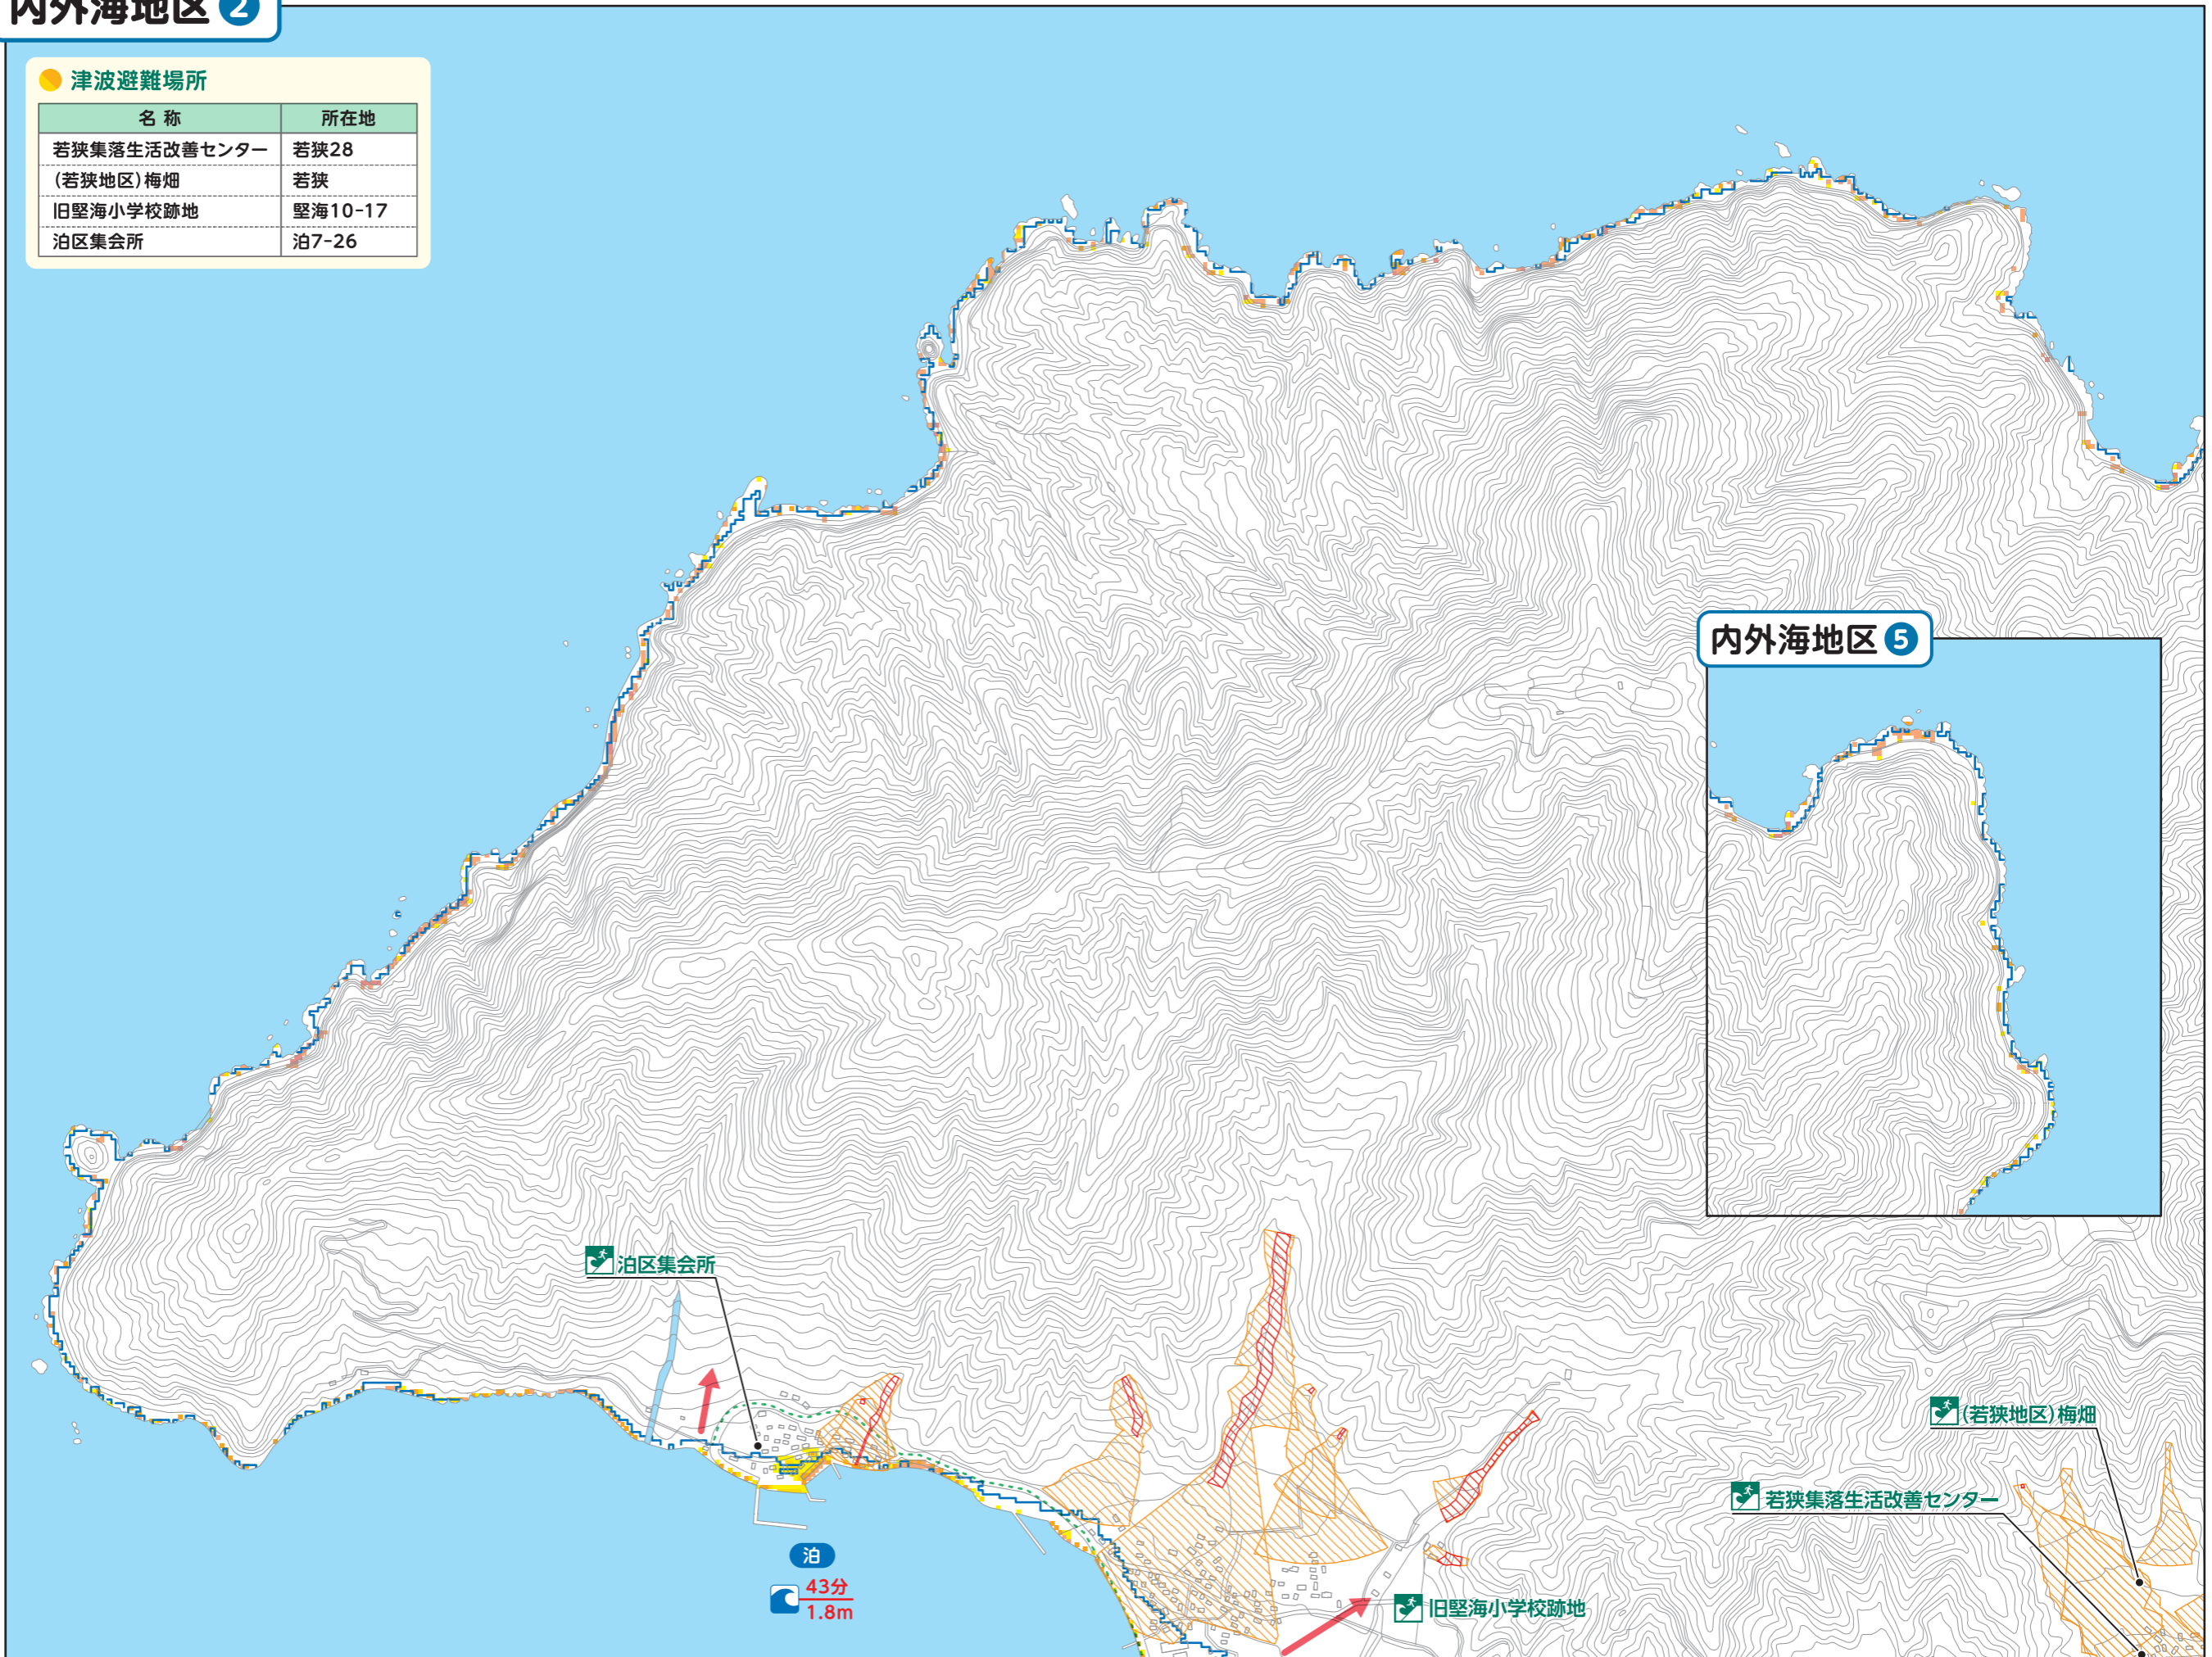 内外海地区 2
津波避難場所
名称 所在地
若狭集落生活改善センター 若狭28
(若狭地区)梅畑 若狭
旧堅海小学校跡地 堅海10-17
泊区集会所 泊7-26
内外海地区 5
泊区集会所
(若狭地区)梅畑
若狭集落生活改善センター
泊
43分
1.8m
旧堅海小学校跡地